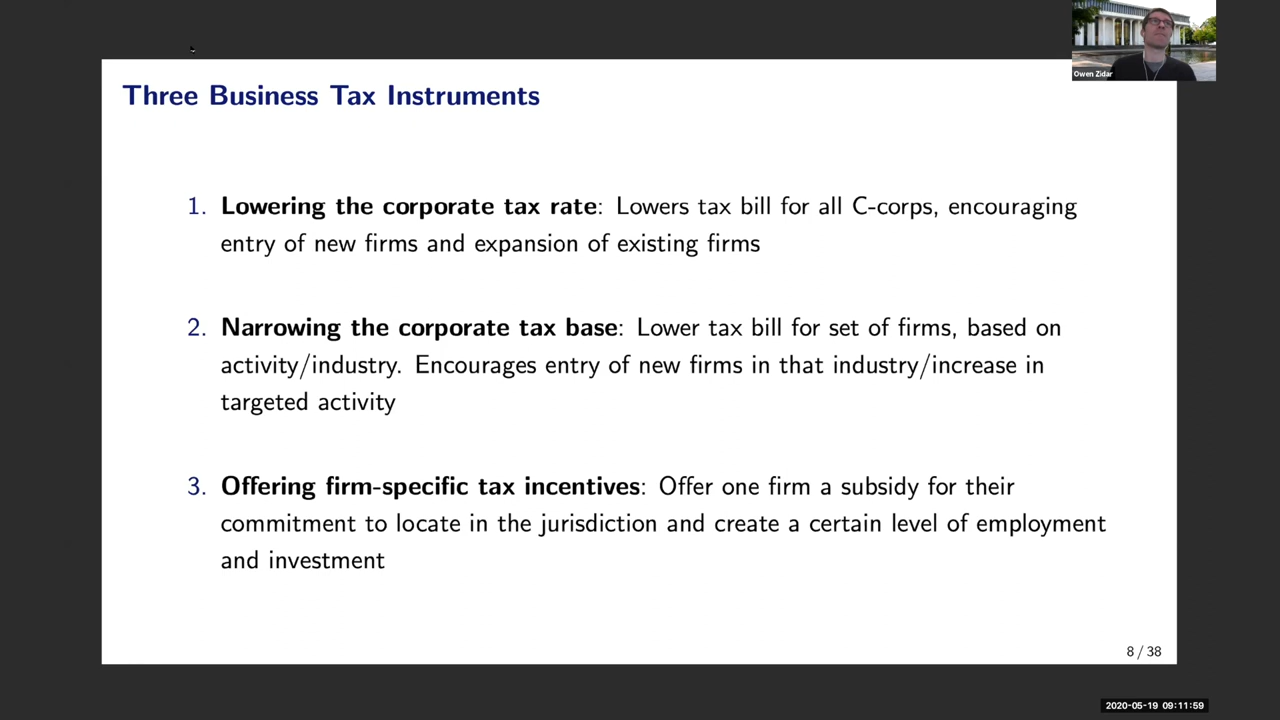 Owen Zidar
Three Business Tax Instruments
1. Lowering the corporate tax rate: Lowers tax bill for all C-corps, encouraging
entry of new firms and expansion of existing firms
2. Narrowing the corporate tax base: Lower tax bill for set of firms, based on
activity/industry. Encourages entry of new firms in that industry/increase in
targeted activity
3. Offering firm-specific tax incentives: Offer one firm a subsidy for their
commitment to locate in the jurisdiction and create a certain level of employment
and investment
8 / 38
2020-05-19 09:11:59